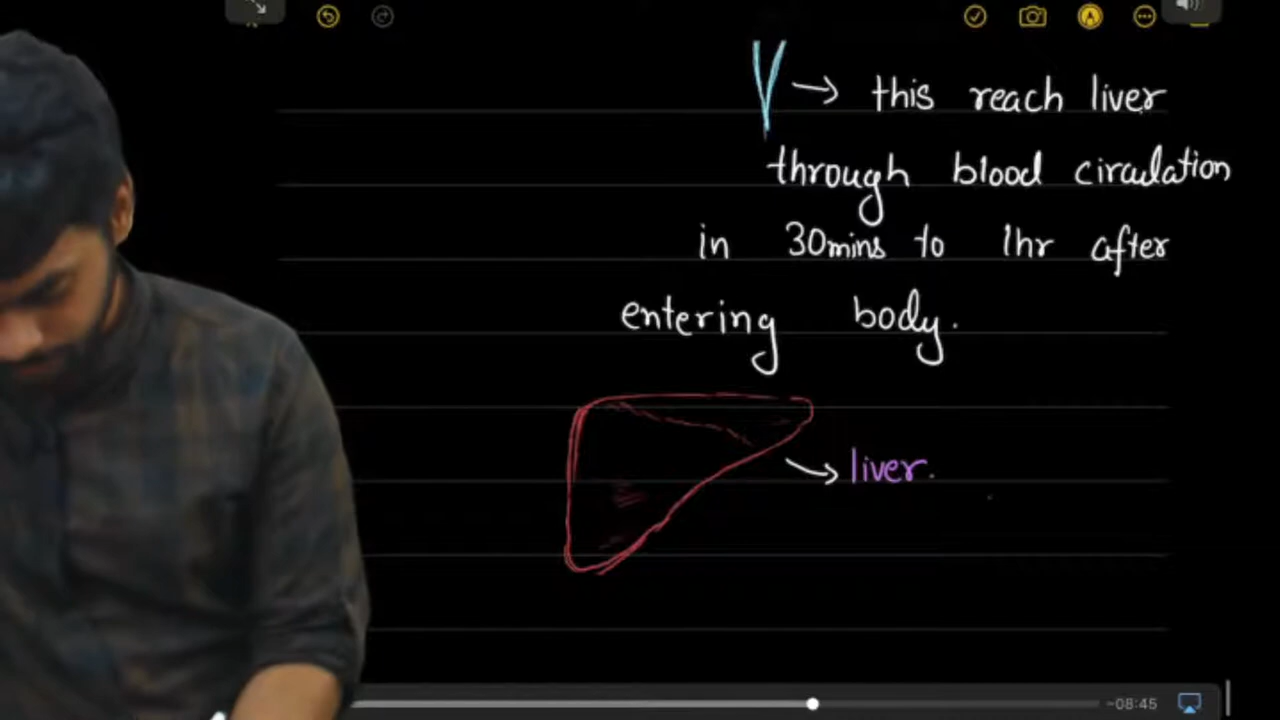 → this reach liver
through blood circulation
in 30mins to 1hr after
entering body.
→ liver.
-08:45